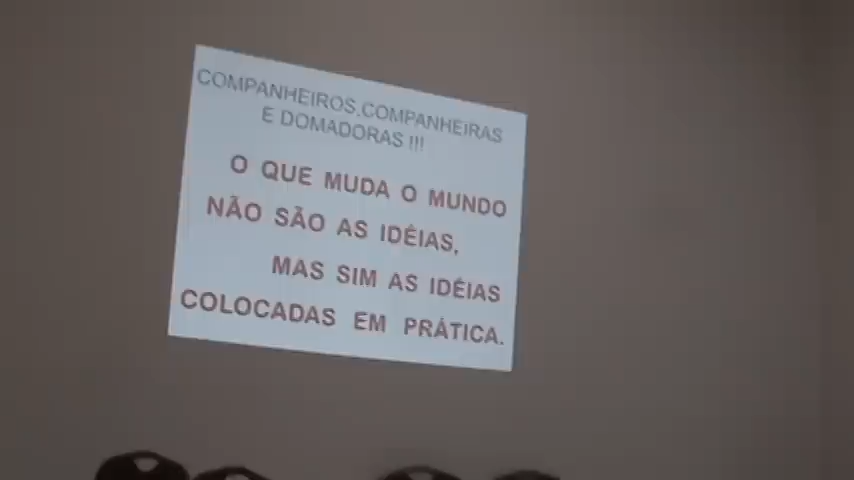 COMPANHEIROS,COMPANHEIRAS
E DOMADORAS !!!
O QUE MUDA O MUNDO
NÃO SÃO AS IDÉIAS,
MAS SIM AS IDÉIAS
COLOCADAS EM PRÁTICA.